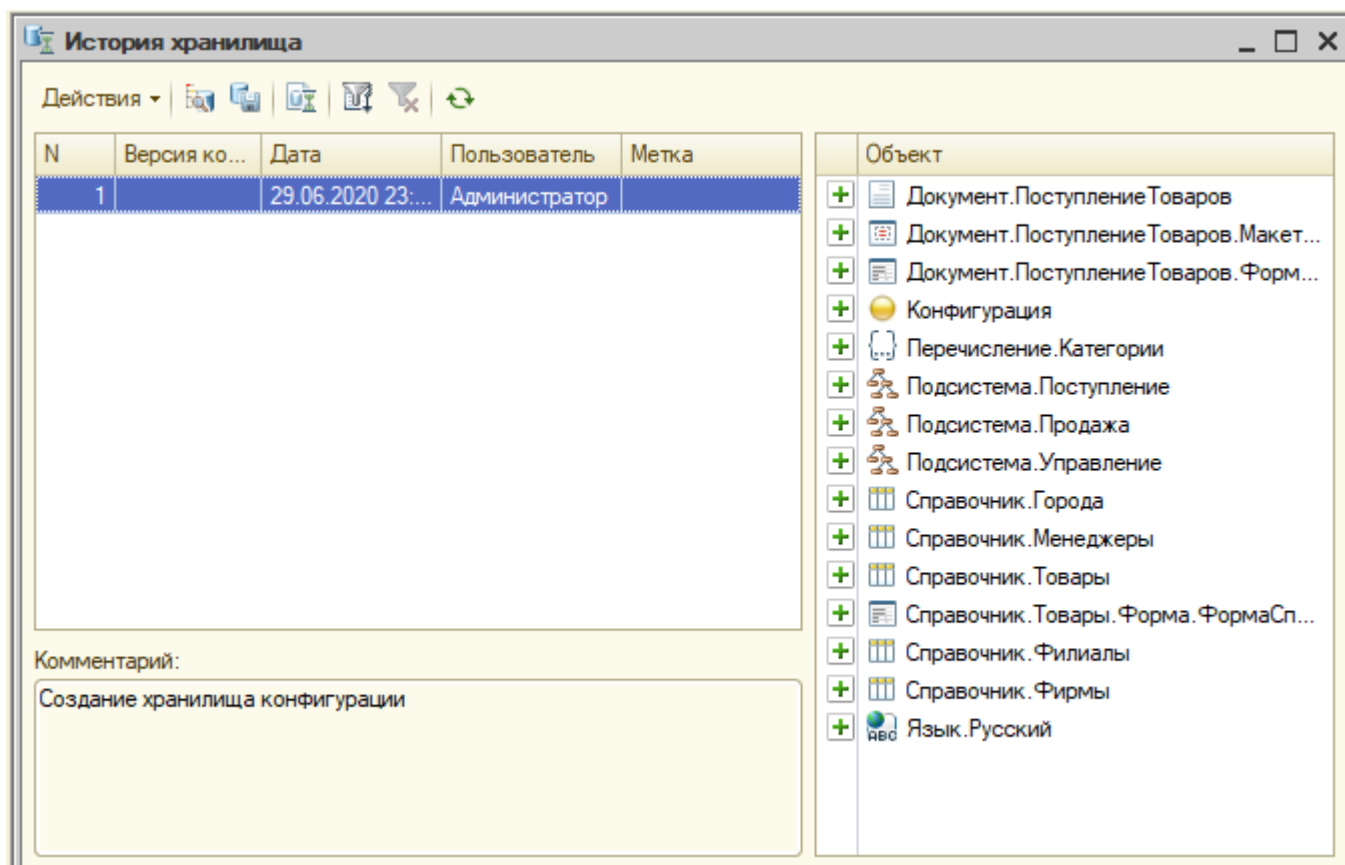 История хранилища
Действия
N Версия ко... Дата Пользователь Метка
1 29.06.2020 23:... Администратор
Комментарий:
Создание хранилища конфигурации
Объект
Документ.ПоступлениеТоваров
Документ.ПоступлениеТоваров.Макет...
Документ.ПоступлениеТоваров.Форм...
Конфигурация
Перечисление.Категории
Подсистема.Поступление
Подсистема.Продажа
Подсистема.Управление
Справочник.Города
Справочник.Менеджеры
Справочник.Товары
Справочник.Товары.Форма.ФормаСп...
Справочник.Филиалы
Справочник.Фирмы
Язык.Русский